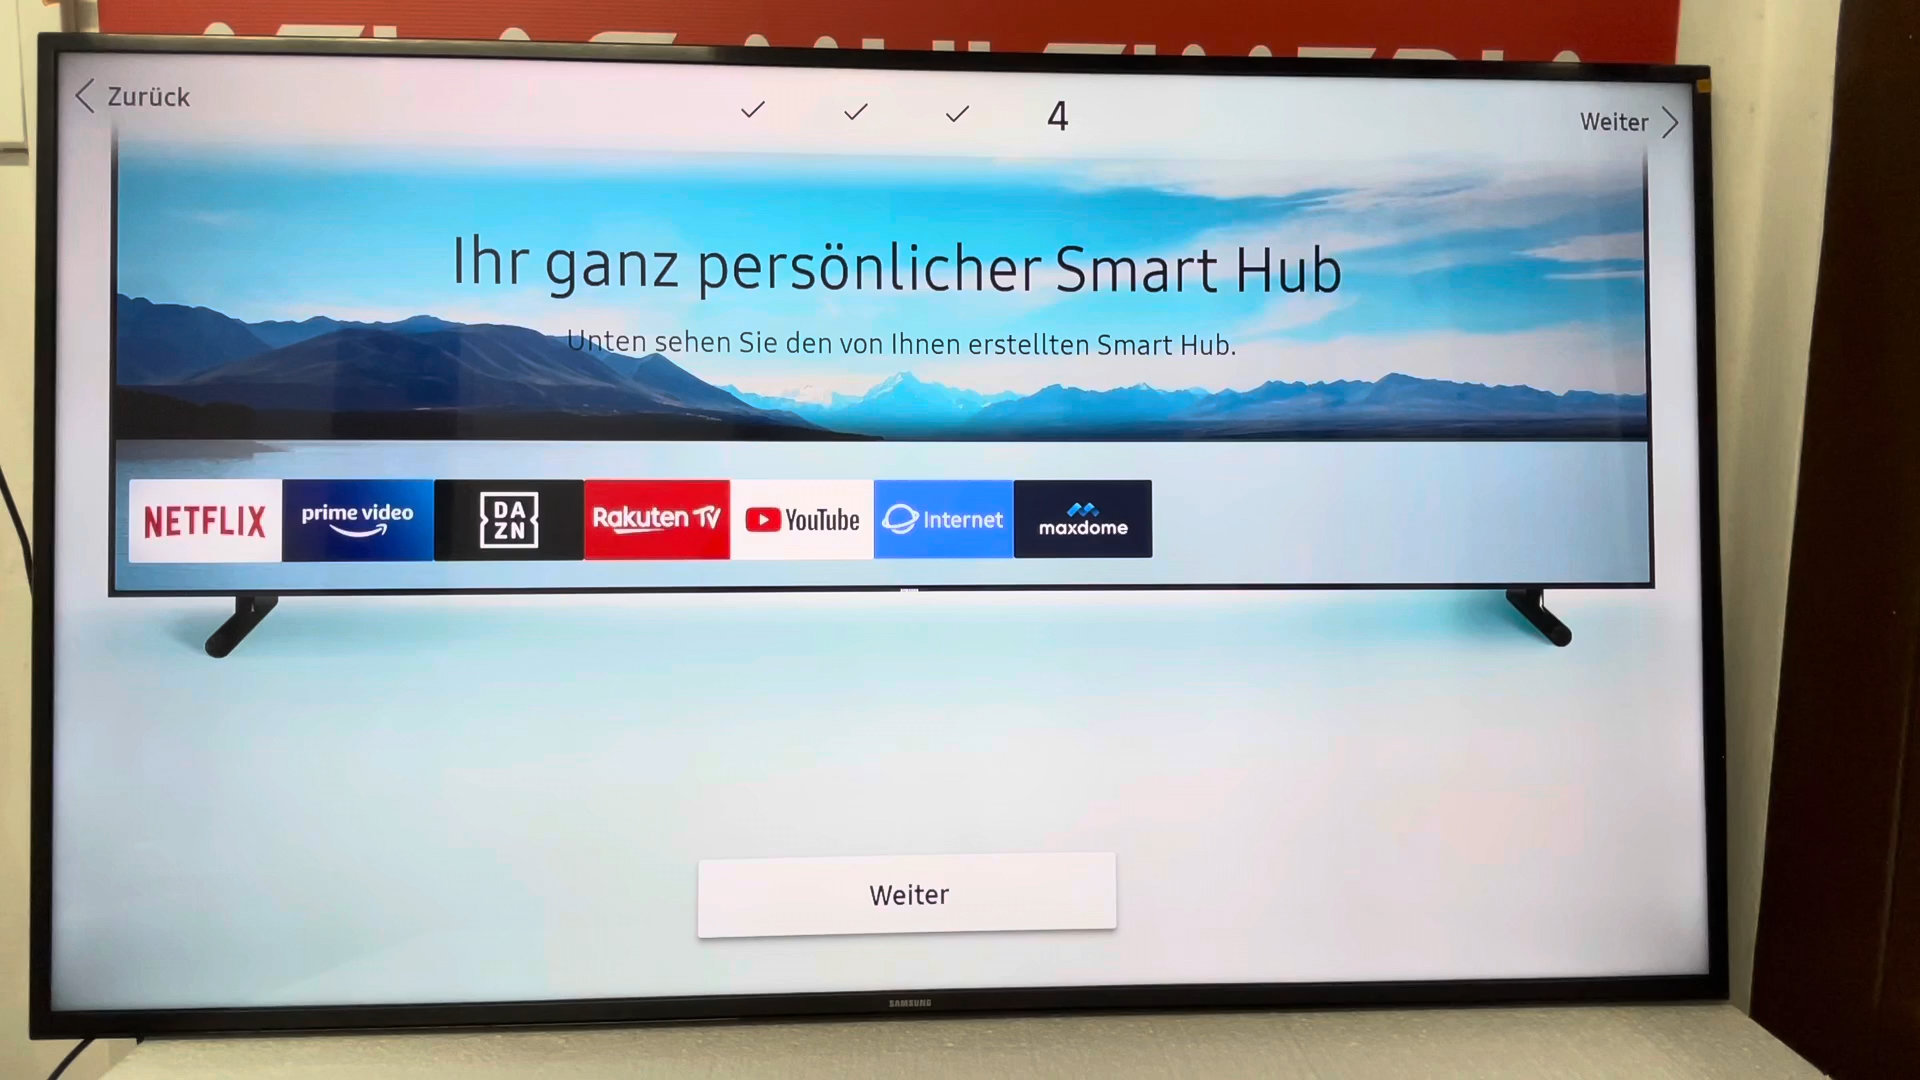 Zurück
4
Weiter
Ihr ganz persönlicher Smart Hub
Unten sehen Sie den von Ihnen erstellten Smart Hub.
NETFLIX
prime video
DA
ZN
Rakuten TV
YouTube
Internet
maxdome
Weiter
SAMSUNG